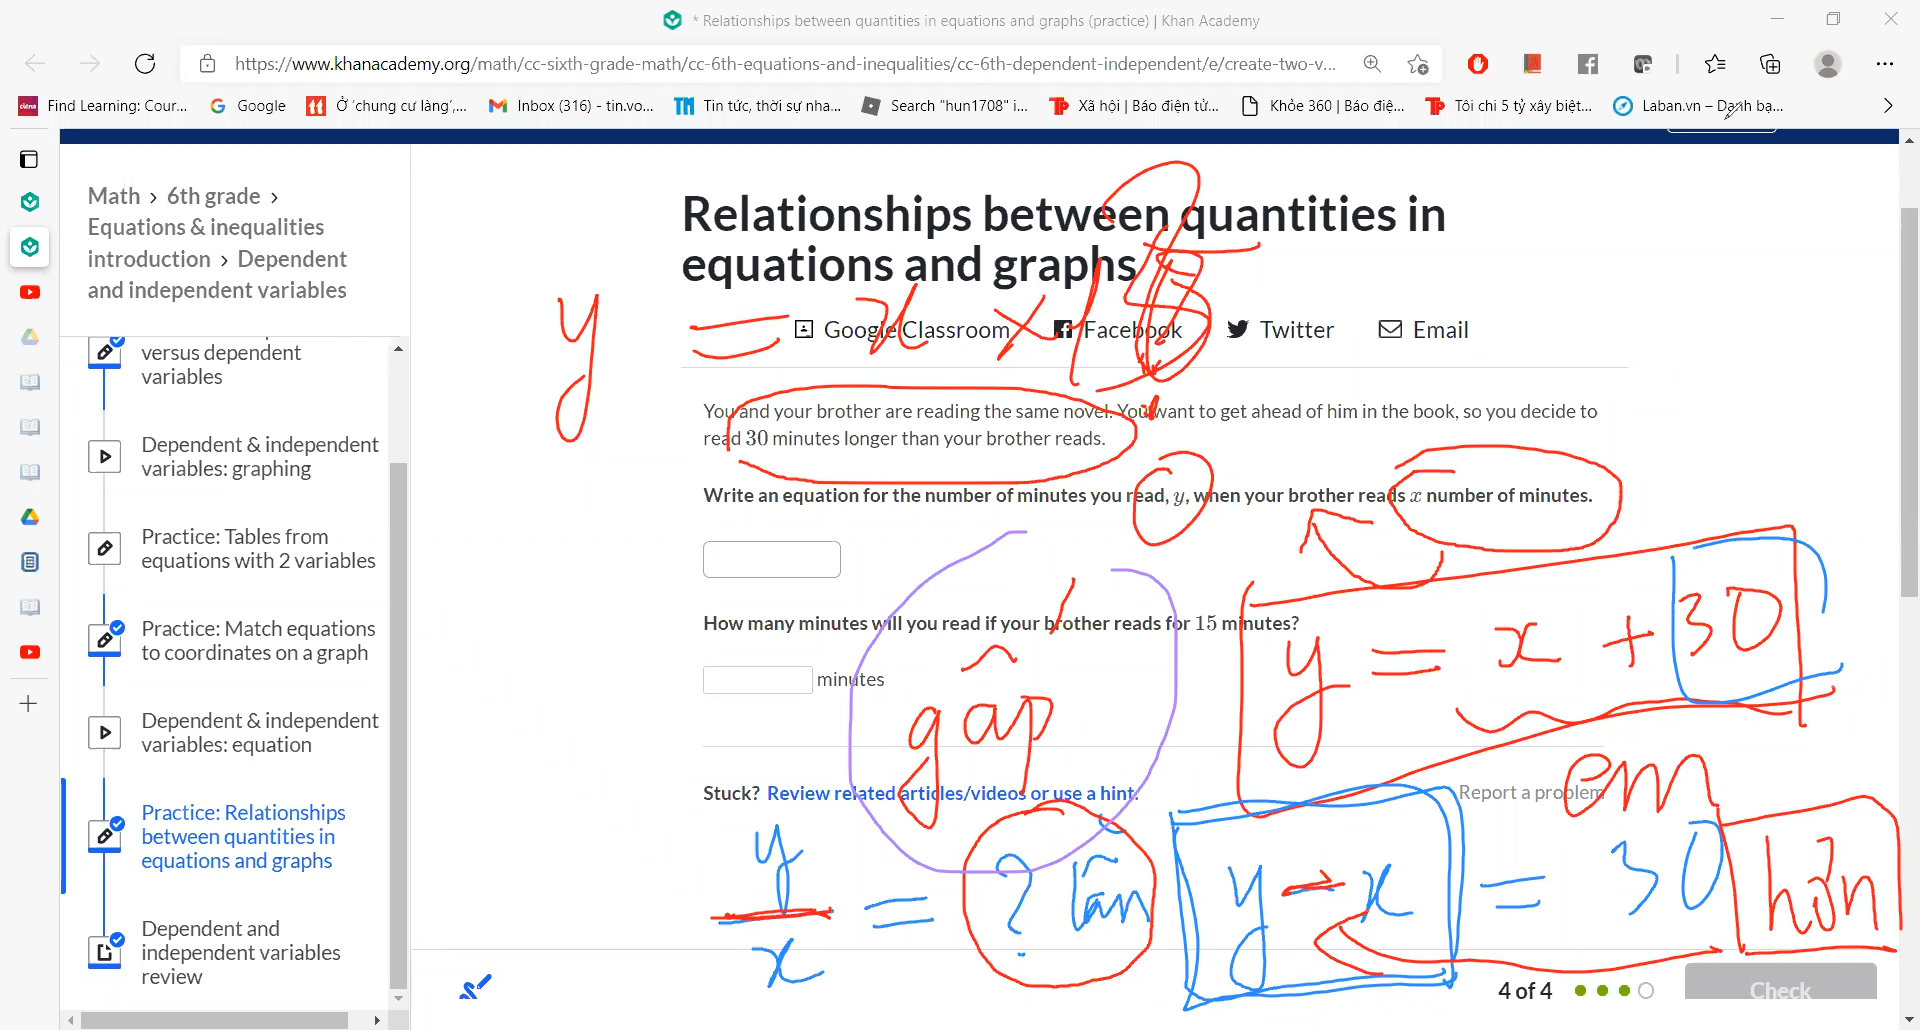 * Relationships between quantities in equations and graphs (practice) | Khan Academy
https://www.khanacademy.org/math/cc-sixth-grade-math/cc-6th-equations-and-inequalities/cc-6th-dependent-independent/e/create-two-v...
Find Learning: Cour... Google Ở 'chung cư làng',... Inbox (316) - tin.vo... Tin tức, thời sự nha... Search "hun1708" i... Xã hội | Báo điện tử... Khỏe 360 | Báo điệ... Tôi chi 5 tỷ xây biệt... Laban.vn – Danh bạ...
Math > 6th grade >
Equations & inequalities
introduction > Dependent
and independent variables
versus dependent
variables
Dependent & independent
variables: graphing
Practice: Tables from
equations with 2 variables
Practice: Match equations
to coordinates on a graph
Dependent & independent
variables: equation
Practice: Relationships
between quantities in
equations and graphs
Dependent and
independent variables
review
Relationships between quantities in
equations and graphs
y = x ×
Google Classroom Facebook Twitter Email
You and your brother are reading the same novel. You want to get ahead of him in the book, so you decide to
read 30 minutes longer than your brother reads.
Write an equation for the number of minutes you read, y, when your brother reads x number of minutes.
How many minutes will you read if your brother reads for 15 minutes?
minutes
y = x + 30
gấp
Stuck? Review related articles/videos or use a hint.
Report a problem
em
y/x = ? lần
y - x = 30 hơn
4 of 4
Check